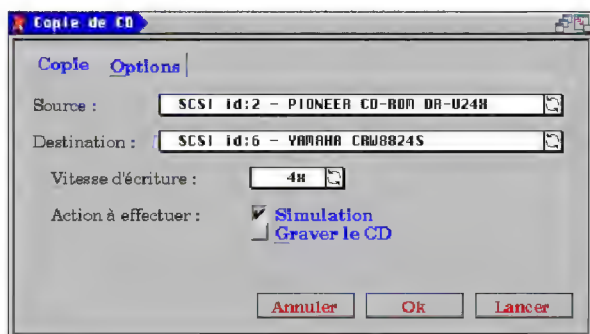 Copie de CD
Copie Options
Source : SCSI id:2 - PIONEER CD-ROM DR-U24X
Destination : SCSI id:6 - YAMAHA CRW8824S
Vitesse d'écriture : 4x
Action à effectuer : Simulation
Graver le CD
Annuler Ok Lancer